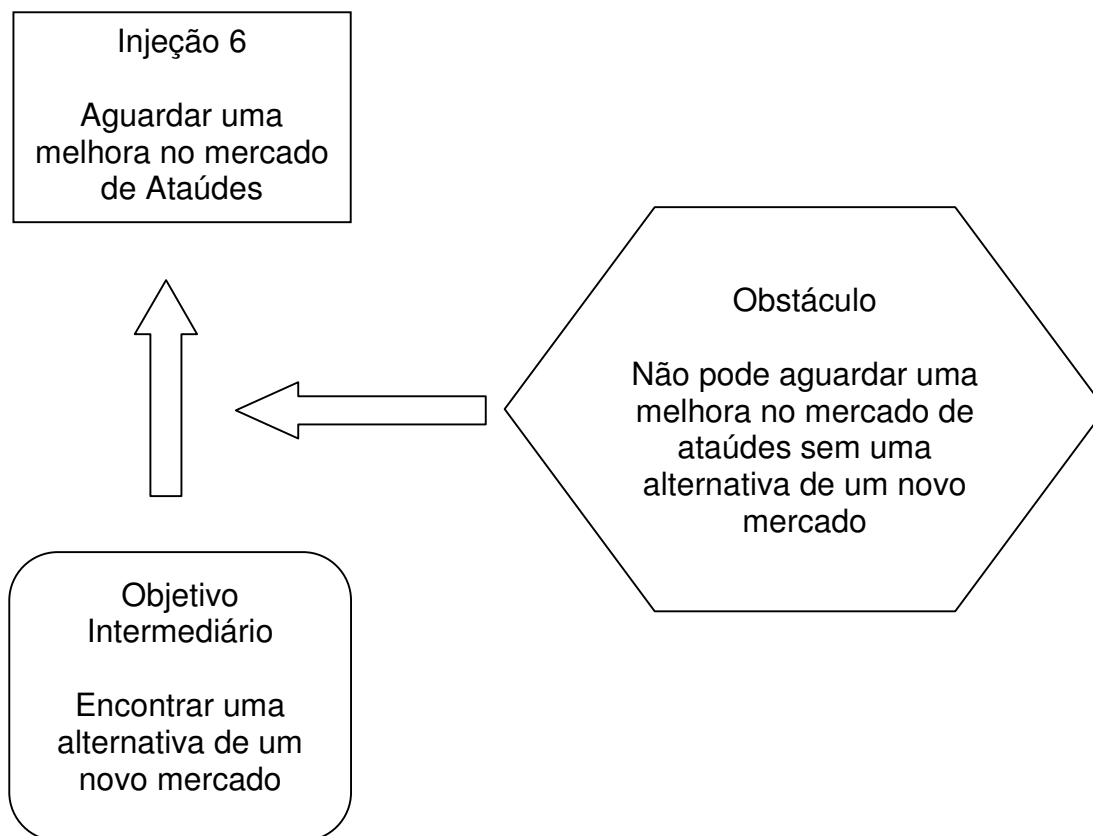 Injeção 6
Aguardar uma
melhora no mercado
de Ataúdes
Obstáculo
Não pode aguardar uma
melhora no mercado de
ataúdes sem uma
alternativa de um novo
mercado
Objetivo
Intermediário
Encontrar uma
alternativa de um
novo mercado